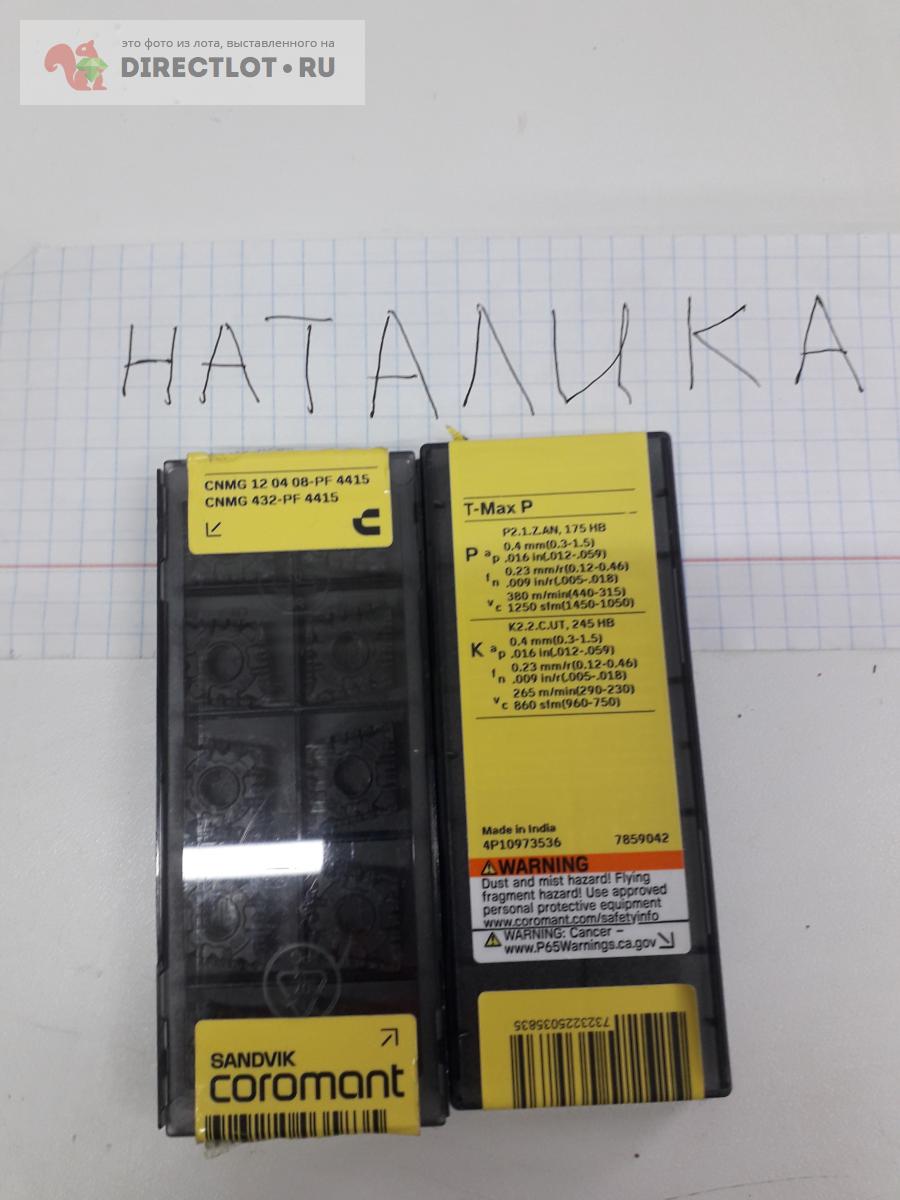 это фото из лота, выставленного на
DIRECTLOT•RU
НАТАЛИКА
CNMG 12 04 08-PF 4415
CNMG 432-PF 4415
SANDVIK
coromant
T-Max P
P2.1.Z.AN, 175 HB
P ap 0.4 mm(0.3-1.5)
.016 in(.012-.059)
fn 0.23 mm/r(0.12-0.46)
.009 in/r(.005-.018)
vc 380 m/min(440-315)
1250 sfm(1450-1050)
K2.2.C.UT, 245 HB
K ap 0.4 mm(0.3-1.5)
.016 in(.012-.059)
fn 0.23 mm/r(0.12-0.46)
.009 in/r(.005-.018)
vc 265 m/min(290-230)
860 sfm(960-750)
Made in India
4P10973536 7859042
WARNING
Dust and mist hazard! Flying
fragment hazard! Use approved
personal protective equipment
www.coromant.com/safetyinfo
WARNING: Cancer –
www.P65Warnings.ca.gov
7323225035835